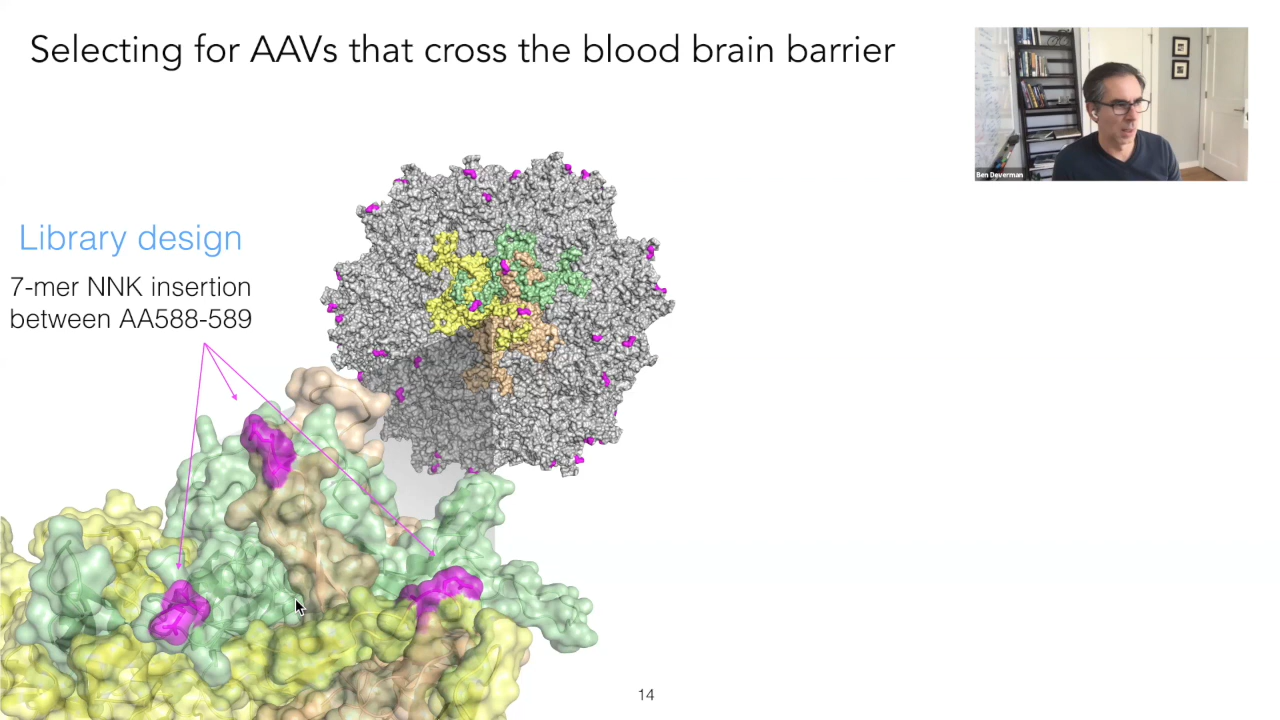 Selecting for AAVs that cross the blood brain barrier
Ben Deverman
Library design
7-mer NNK insertion
between AA588-589
14